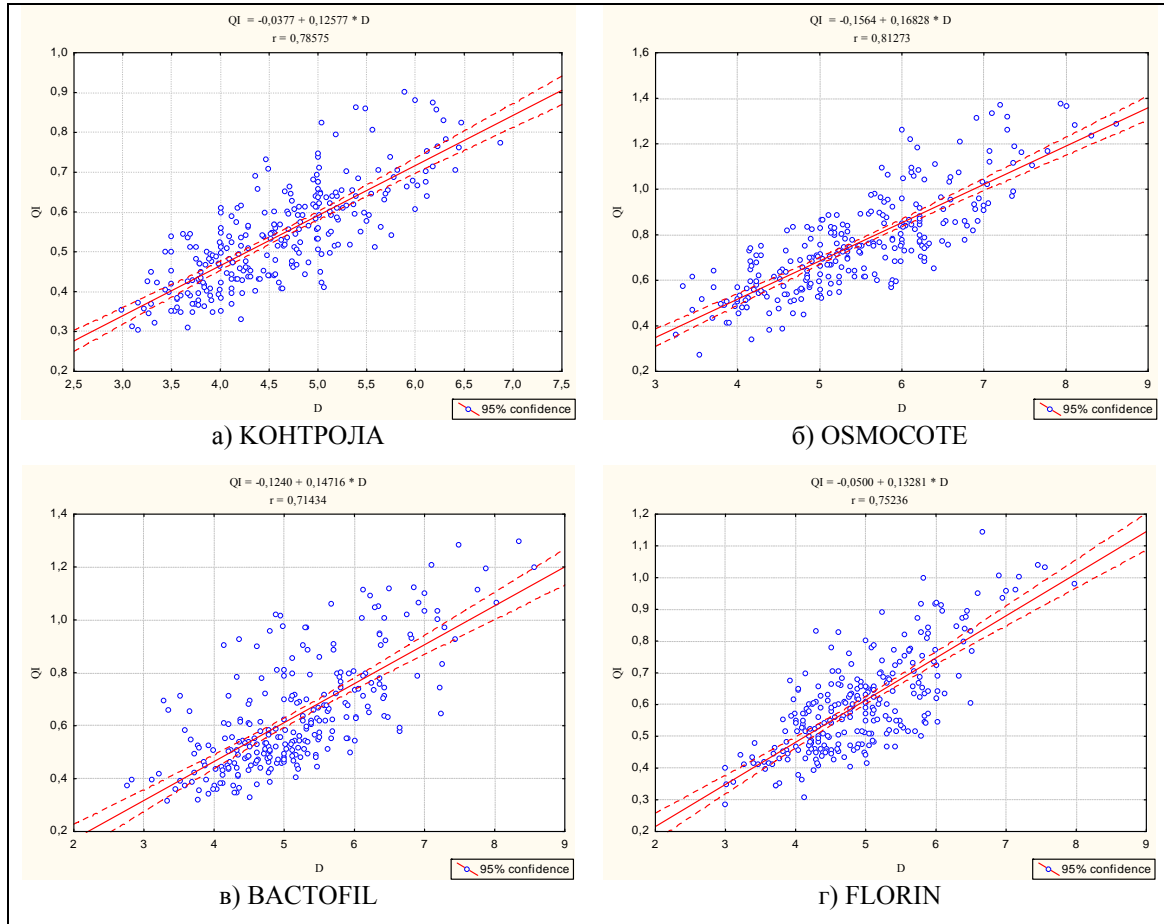 QI = -0,0377 + 0,12577 * D
r = 0,78575
1,0
0,9
0,8
0,7
0,6
0,5
0,4
0,3
0,2
QI
2,5 3,0 3,5 4,0 4,5 5,0 5,5 6,0 6,5 7,0 7,5
D
95% confidence
а) КОНТРОЛА
QI = -0,1564 + 0,16828 * D
r = 0,81273
1,6
1,4
1,2
1,0
0,8
0,6
0,4
0,2
QI
3 4 5 6 7 8 9
D
95% confidence
б) OSMOCOTE
QI = -0,1240 + 0,14716 * D
r = 0,71434
1,4
1,2
1,0
0,8
0,6
0,4
0,2
QI
2 3 4 5 6 7 8 9
D
95% confidence
в) BACTOFIL
QI = -0,0500 + 0,13281 * D
r = 0,75236
1,2
1,1
1,0
0,9
0,8
0,7
0,6
0,5
0,4
0,3
0,2
QI
2 3 4 5 6 7 8 9
D
95% confidence
г) FLORIN